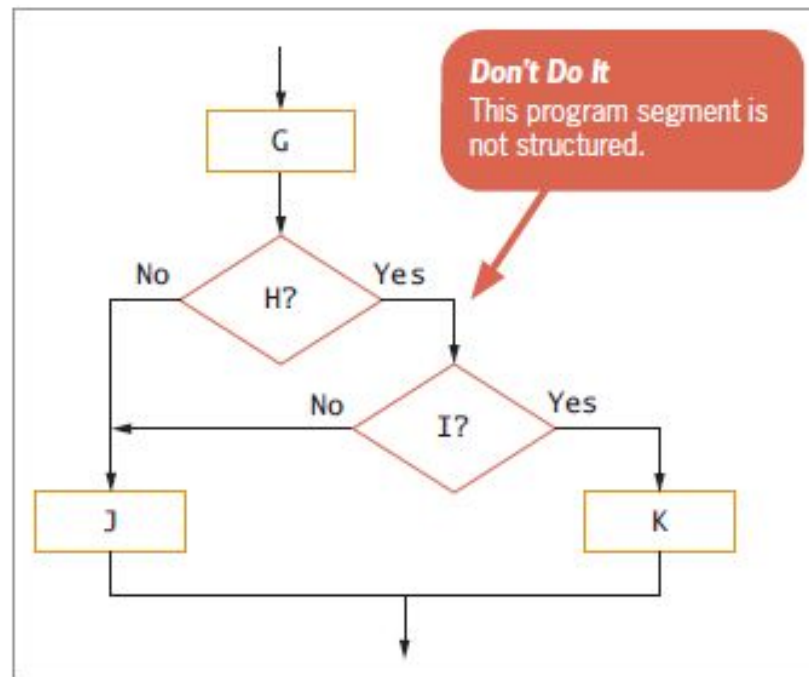 Don't Do It
This program segment is
not structured.
G
No
Yes
H?
No
Yes
I?
J
K